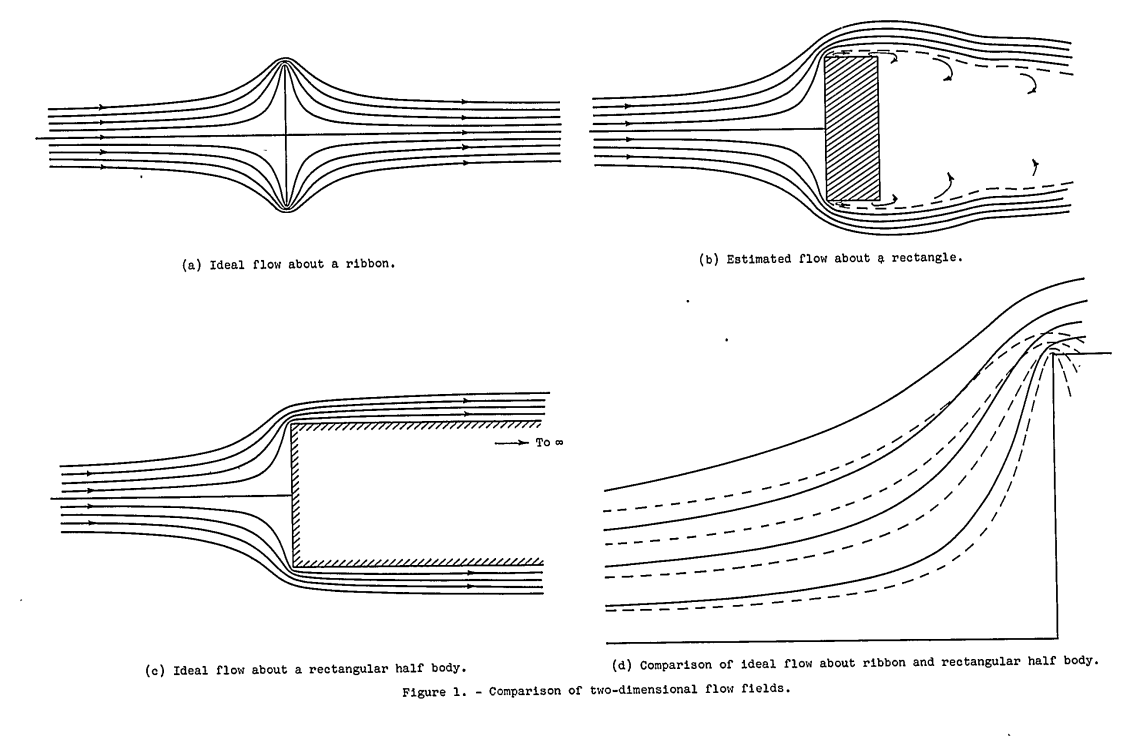 (a) Ideal flow about a ribbon.
(b) Estimated flow about a rectangle.
To ∞
(c) Ideal flow about a rectangular half body.
(d) Comparison of ideal flow about ribbon and rectangular half body.
Figure 1. - Comparison of two-dimensional flow fields.